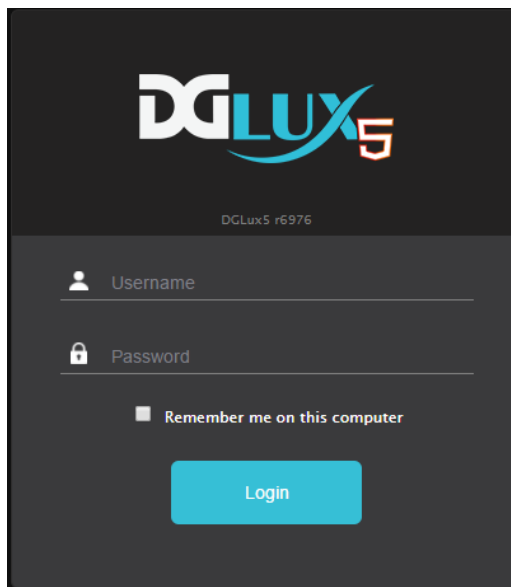 DGLUX5
DGLux5 r6976
Username
Password
Remember me on this computer
Login